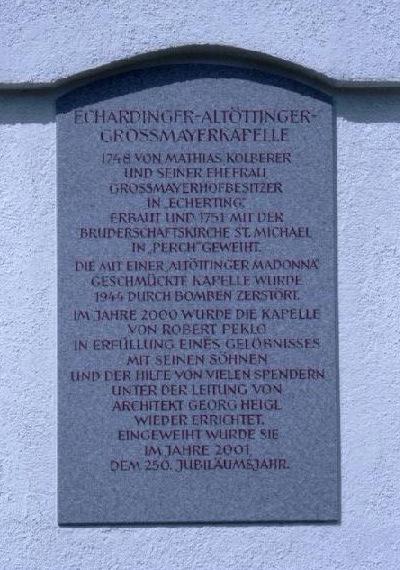 ECHARDINGER-ALTÖTTINGER-
GROSSMAYERKAPELLE
1748 VON MATHIAS KOLBERER
UND SEINER EHEFRAU
GROSSMAYERHOFBESITZER
IN „ECHERTING"
ERBAUT UND 1751 MIT DER
BRUDERSCHAFTSKIRCHE ST. MICHAEL
IN „PERCH" GEWEIHT.
DIE MIT EINER „ALTÖTTINGER MADONNA"
GESCHMÜCKTE KAPELLE WURDE
1944 DURCH BOMBEN ZERSTÖRT.
IM JAHRE 2000 WURDE DIE KAPELLE
VON ROBERT PEKLO
IN ERFÜLLUNG EINES GELÖBNISSES
MIT SEINEN SÖHNEN
UND DER HILFE VON VIELEN SPENDERN
UNTER DER LEITUNG VON
ARCHITEKT GEORG HEIGL
WIEDER ERRICHTET.
EINGEWEIHT WURDE SIE
IM JAHRE 2001,
DEM 250. JUBILÄUMSJAHR.